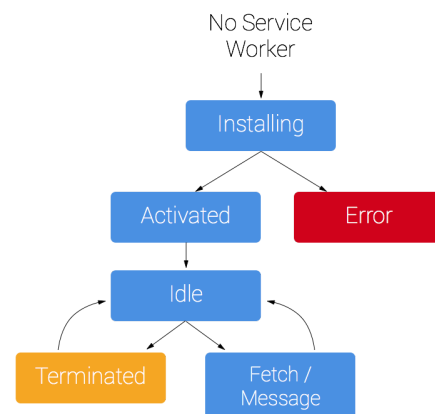 No Service
Worker
Installing
Activated
Error
Idle
Terminated
Fetch /
Message